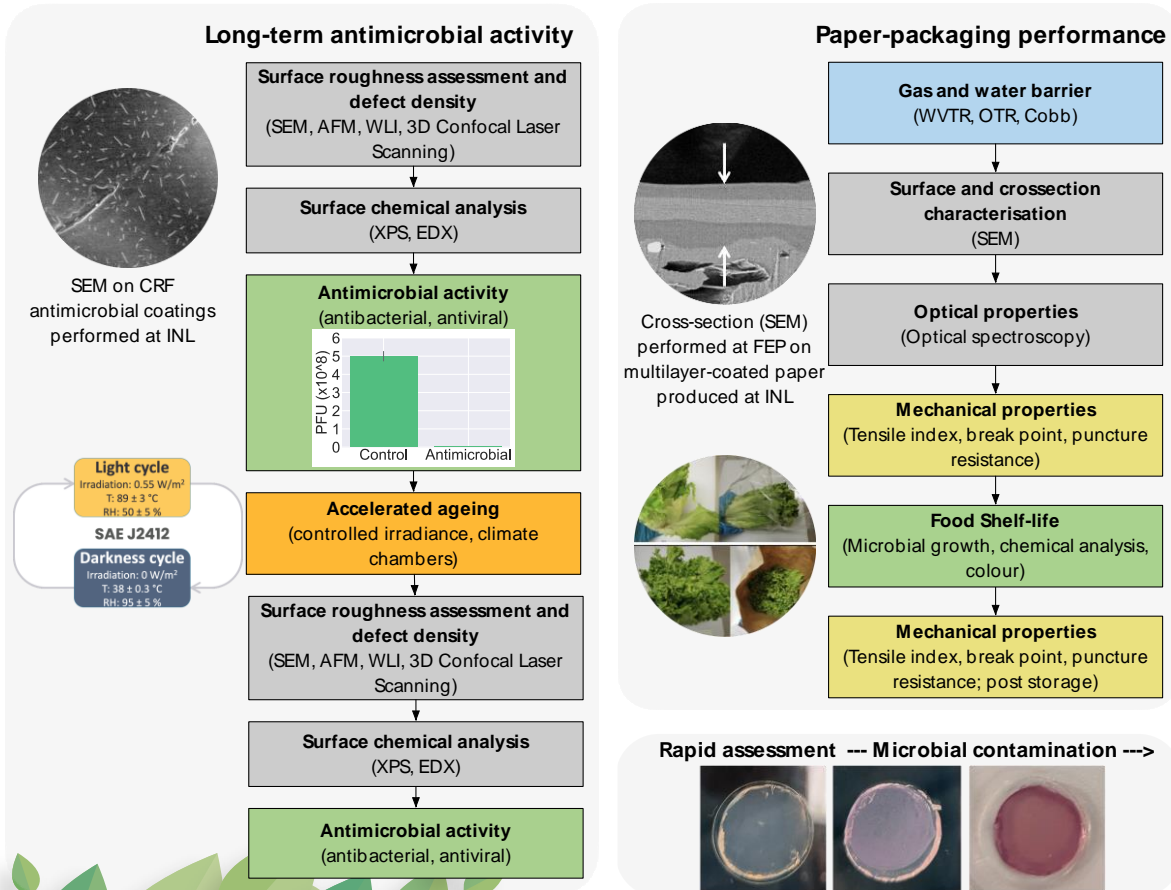 Long-term antimicrobial activity
Surface roughness assessment and
defect density
(SEM, AFM, WLI, 3D Confocal Laser
Scanning)
SEM on CRF
antimicrobial coatings
performed at INL
Surface chemical analysis
(XPS, EDX)
Antimicrobial activity
(antibacterial, antiviral)
PFU (x10^8)
6
5
4
3
2
1
0
Control
Antimicrobial
Light cycle
Irradiation: 0.55 W/m²
T: 89 ± 3 °C
RH: 50 ± 5 %
SAE J2412
Darkness cycle
Irradiation: 0 W/m²
T: 38 ± 0.3 °C
RH: 95 ± 5 %
Accelerated ageing
(controlled irradiance, climate
chambers)
Surface roughness assessment and
defect density
(SEM, AFM, WLI, 3D Confocal Laser
Scanning)
Surface chemical analysis
(XPS, EDX)
Antimicrobial activity
(antibacterial, antiviral)
Paper-packaging performance
Gas and water barrier
(WVTR, OTR, Cobb)
Surface and crossection
characterisation
(SEM)
Cross-section (SEM)
performed at FEP on
multilayer-coated paper
produced at INL
Optical properties
(Optical spectroscopy)
Mechanical properties
(Tensile index, break point, puncture
resistance)
Food Shelf-life
(Microbial growth, chemical analysis,
colour)
Mechanical properties
(Tensile index, break point, puncture
resistance; post storage)
Rapid assessment --- Microbial contamination --->